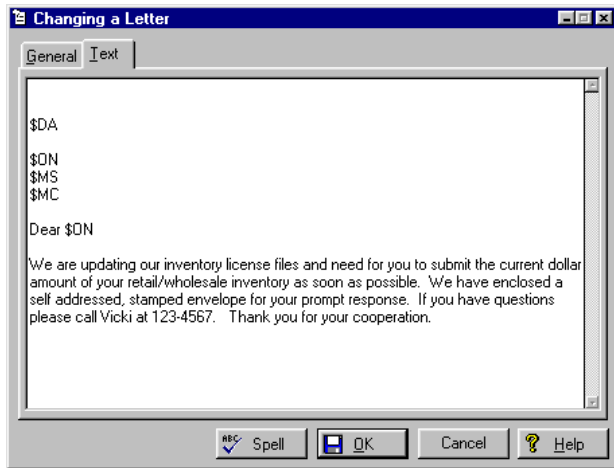 Changing a Letter
General Text
$DA
$ON
$MS
$MC
Dear $ON
We are updating our inventory license files and need for you to submit the current dollar
amount of your retail/wholesale inventory as soon as possible. We have enclosed a
self addressed, stamped envelope for your prompt response. If you have questions
please call Vicki at 123-4567. Thank you for your cooperation.
ABC Spell OK Cancel ? Help